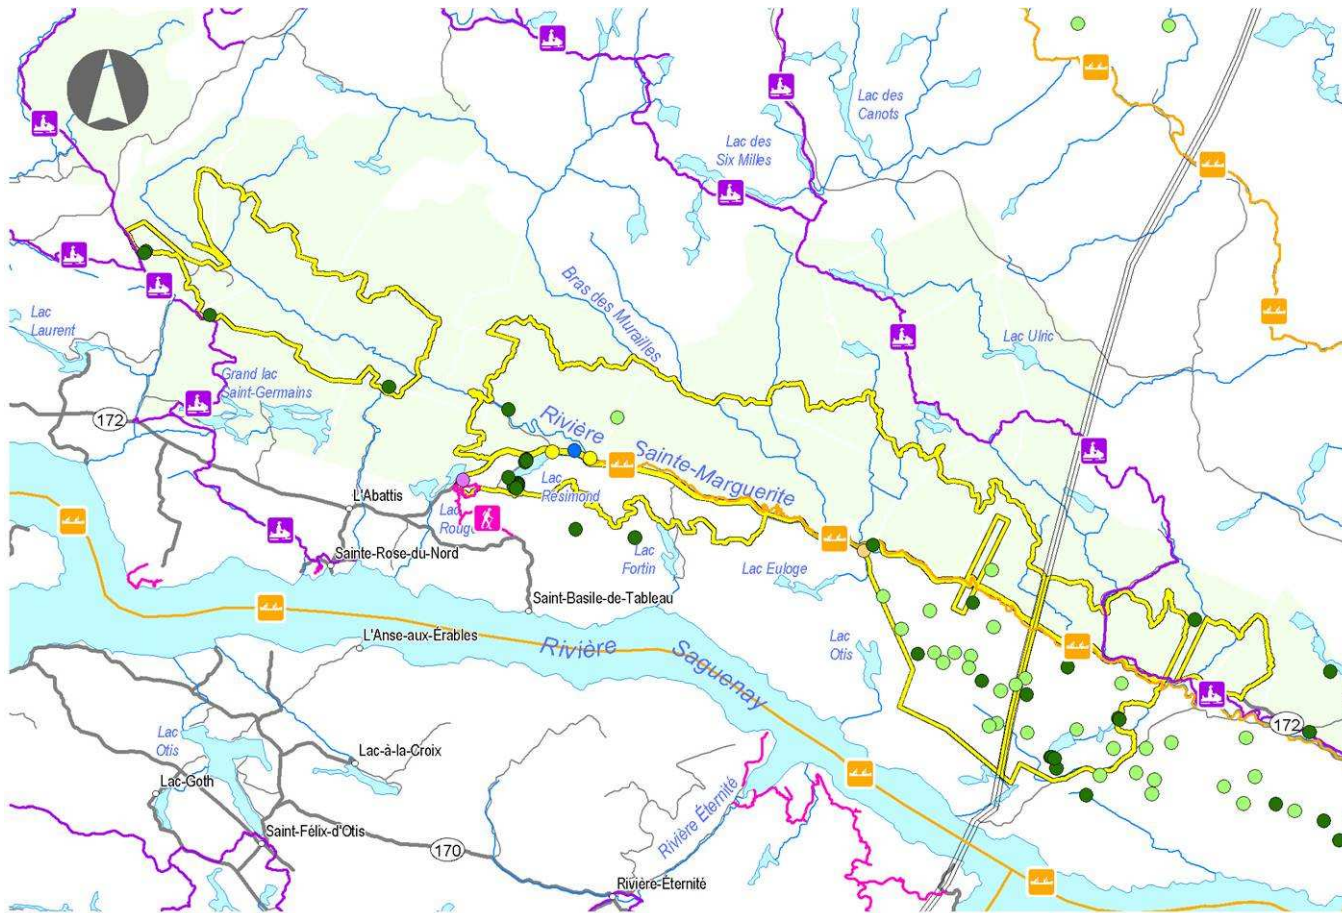 Lac des
Canots
Lac des
Six Milles
Lac
Laurent
Bras des Murailles
Lac Ulric
Grand lac
Saint-Germains
172
Rivière
Sainte-Marguerite
Lac
Résimond
L'Abattis
Lac
Rouge
Sainte-Rose-du-Nord
Lac
Fortin
Lac Euloge
Saint-Basile-de-Tableau
L'Anse-aux-Érables
Rivière
Saguenay
Lac
Otis
172
Lac
Otis
Lac-à-la-Croix
Lac-Goth
Saint-Félix-d'Otis
170
Rivière Éternité
Rivière-Éternité